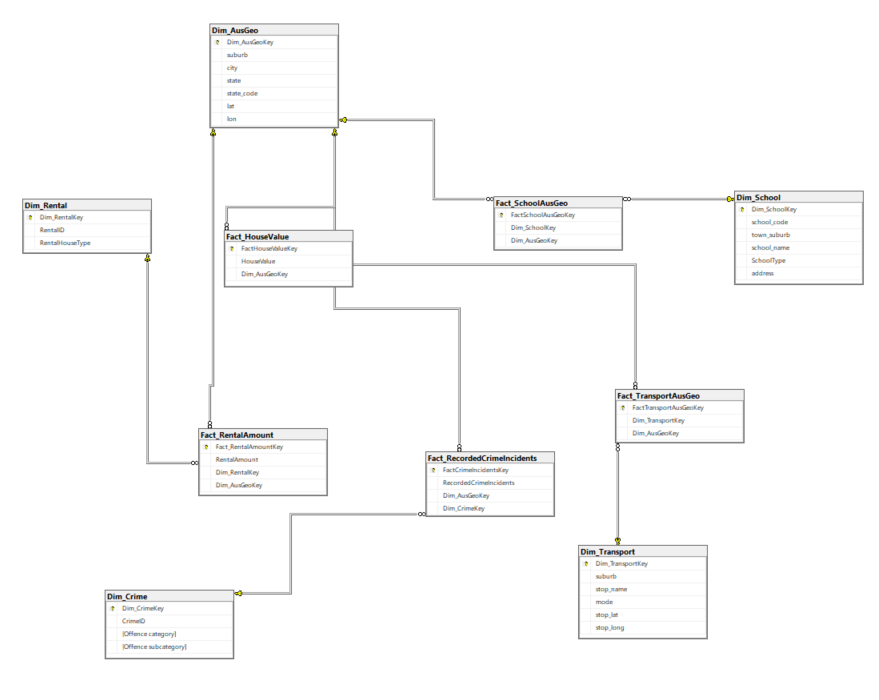 Dim_AusGeo
Dim_AusGeoKey
suburb
city
state
state_code
lat
lon
Dim_Rental
Dim_RentalKey
RentalID
RentalHouseType
Fact_HouseValue
FactHouseValueKey
HouseValue
Dim_AusGeoKey
Fact_SchoolAusGeo
FactSchoolAusGeoKey
Dim_SchoolKey
Dim_AusGeoKey
Dim_School
Dim_SchoolKey
school_code
town_suburb
school_name
SchoolType
address
Fact_RentalAmount
Fact_RentalAmountKey
RentalAmount
Dim_RentalKey
Dim_AusGeoKey
Fact_RecordedCrimeIncidents
FactCrimeIncidentsKey
RecordedCrimeIncidents
Dim_AusGeoKey
Dim_CrimeKey
Fact_TransportAusGeo
FactTransportAusGeoKey
Dim_TransportKey
Dim_AusGeoKey
Dim_Transport
Dim_TransportKey
suburb
stop_name
mode
stop_lat
stop_long
Dim_Crime
Dim_CrimeKey
CrimeID
[Offence category]
[Offence subcategory]